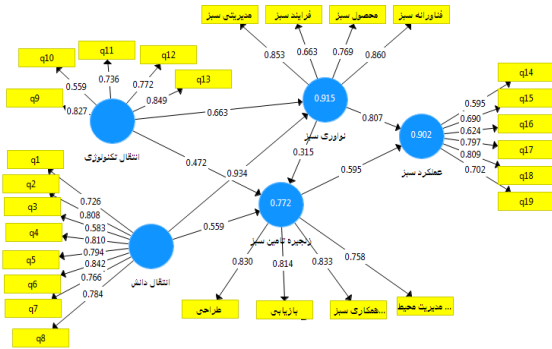 مدیریتی سبز
فرایند سبز
محصول سبز
فناورانه سبز
0.853
0.663
0.769
0.860
q9
q10
q11
q12
q13
0.827
0.559
0.736
0.772
0.849
انتقال تکنولوژی
0.663
0.472
0.915
نوآوری سبز
0.807
0.315
0.934
0.559
0.595
0.902
عملکرد سبز
q14
q15
q16
q17
q18
q19
0.595
0.690
0.624
0.797
0.809
0.702
q1
q2
q3
q4
q5
q6
q7
q8
0.726
0.808
0.583
0.810
0.794
0.842
0.766
0.784
انتقال دانش
0.772
زنجیره تامین سبز
0.830
0.814
0.833
0.758
طراحی
بازیابی _
همکاری سبز...
مدیریت محیط ...